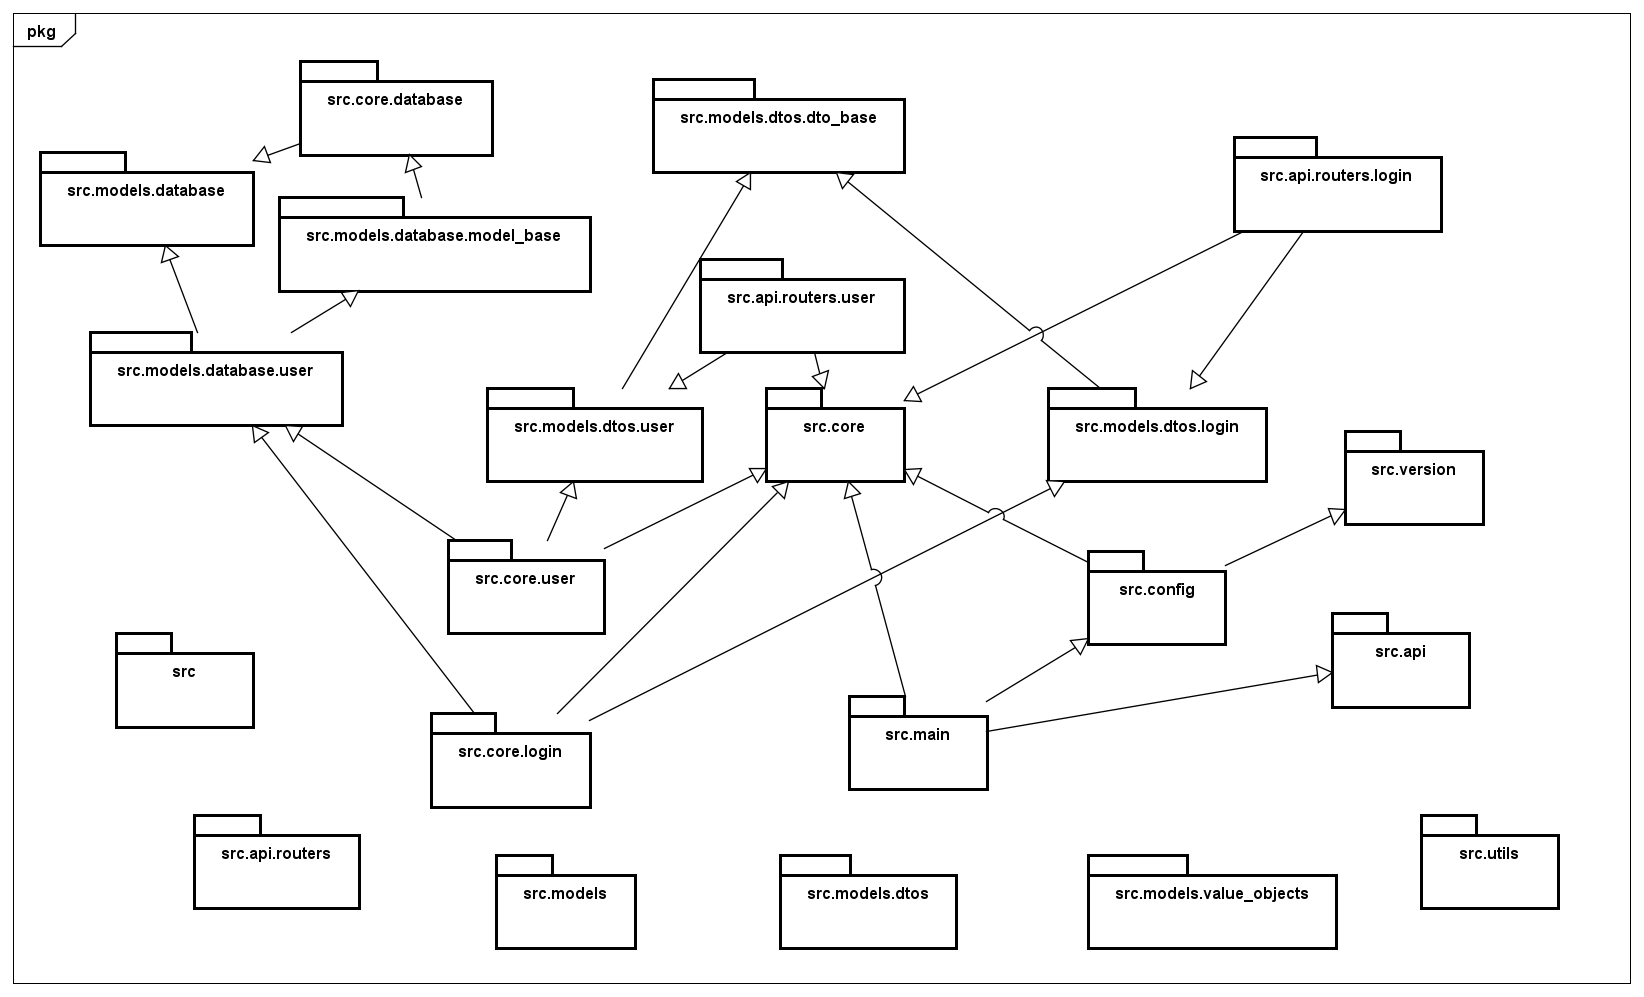 pkg
src.core.database
src.models.dtos.dto_base
src.api.routers.login
src.models.database
src.models.database.model_base
src.api.routers.user
src.models.database.user
src.models.dtos.user
src.core
src.models.dtos.login
src.version
src.core.user
src.config
src.api
src
src.main
src.core.login
src.api.routers
src.models
src.models.dtos
src.models.value_objects
src.utils